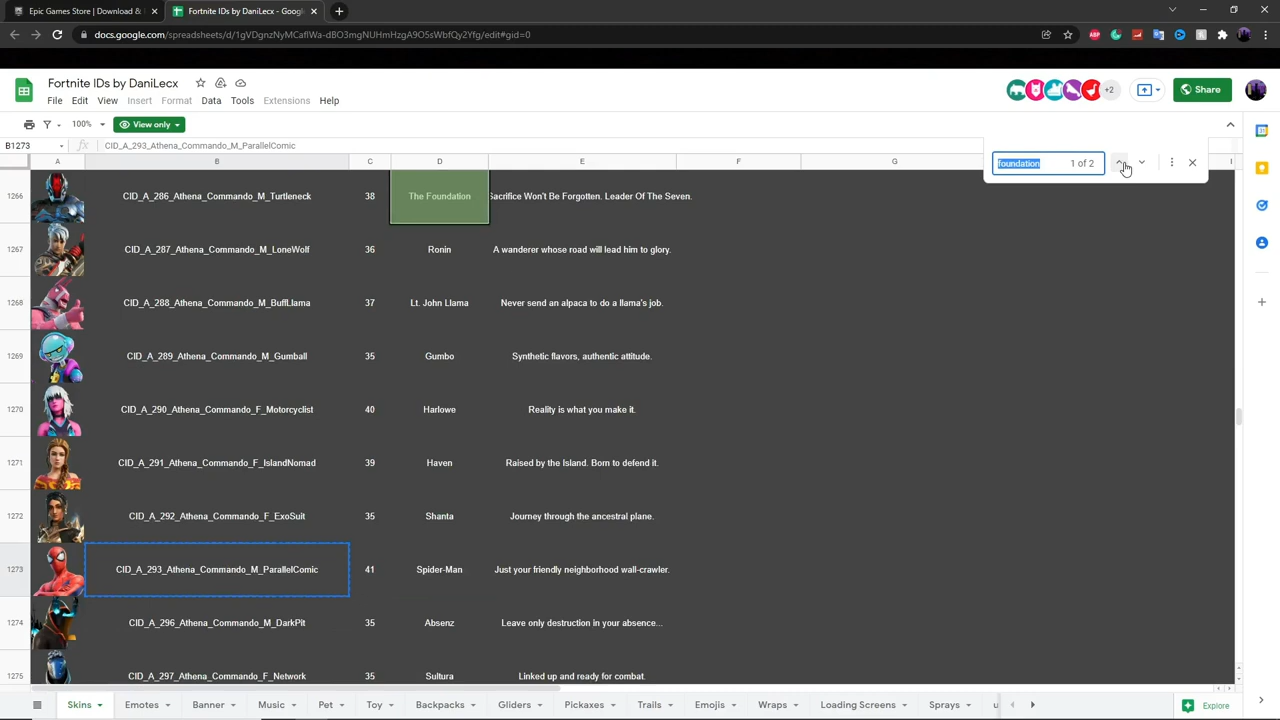 Epic Games Store | Download &
Fortnite IDs by DaniLecx - Google
docs.google.com/spreadsheets/d/1gVDgnzNyMCaflWa-dBO3mgNUHmHzgA9O5sWbfQy2Yfg/edit#gid=0
Fortnite IDs by DaniLecx
File Edit View Insert Format Data Tools Extensions Help
+2
Share
100%
View only
B1273
fx
CID_A_293_Athena_Commando_M_ParallelComic
foundation
1 of 2
A B C D E F G I
1266 CID_A_286_Athena_Commando_M_Turtleneck 38 The Foundation Sacrifice Won't Be Forgotten. Leader Of The Seven.
1267 CID_A_287_Athena_Commando_M_LoneWolf 36 Ronin A wanderer whose road will lead him to glory.
1268 CID_A_288_Athena_Commando_M_BuffLlama 37 Lt. John Llama Never send an alpaca to do a llama's job.
1269 CID_A_289_Athena_Commando_M_Gumball 35 Gumbo Synthetic flavors, authentic attitude.
1270 CID_A_290_Athena_Commando_F_Motorcyclist 40 Harlowe Reality is what you make it.
1271 CID_A_291_Athena_Commando_F_IslandNomad 39 Haven Raised by the Island. Born to defend it.
1272 CID_A_292_Athena_Commando_F_ExoSuit 35 Shanta Journey through the ancestral plane.
1273 CID_A_293_Athena_Commando_M_ParallelComic 41 Spider-Man Just your friendly neighborhood wall-crawler.
1274 CID_A_296_Athena_Commando_M_DarkPit 35 Absenz Leave only destruction in your absence...
1275 CID_A_297_Athena_Commando_F_Network 35 Sultura Linked up and ready for combat.
Skins Emotes Banner Music Pet Toy Backpacks Gliders Pickaxes Trails Emojis Wraps Loading Screens Sprays u Explore